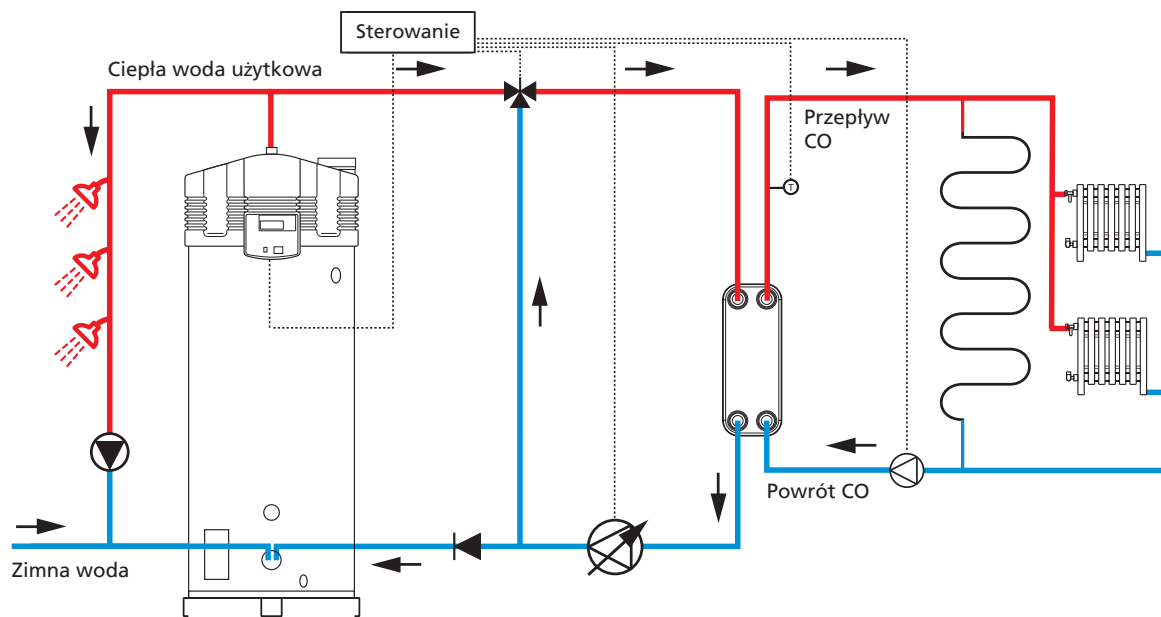 Sterowanie
Ciepła woda użytkowa
Przepływ
CO
T
Powrót CO
Zimna woda